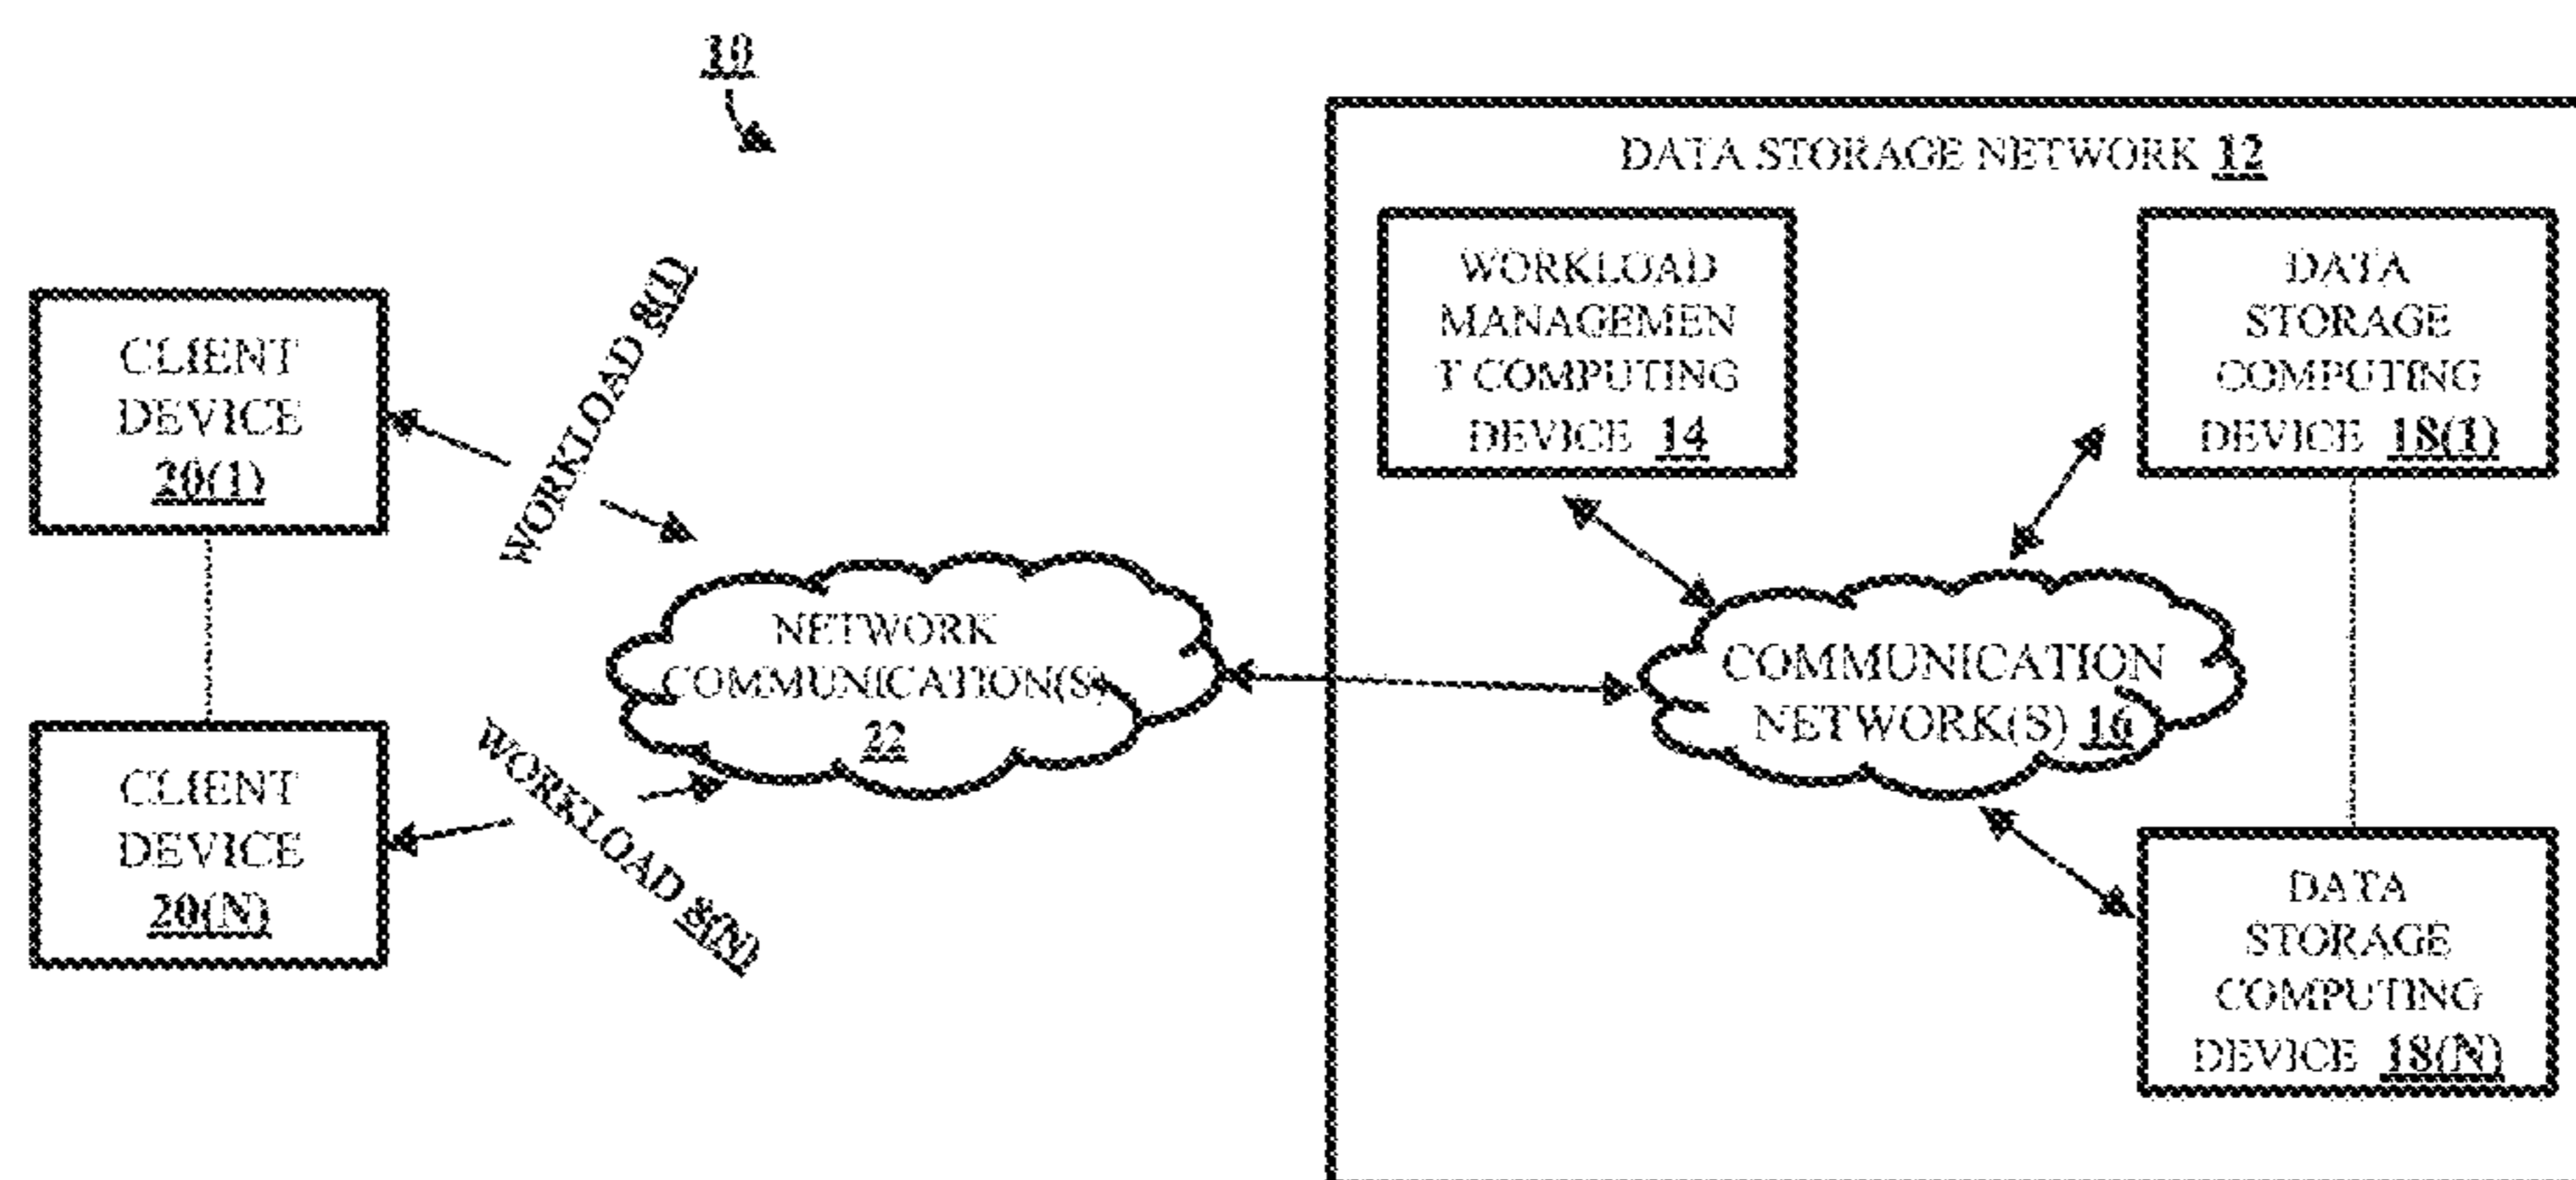 10
DATA STORAGE NETWORK 12
WORKLOAD
MANAGEMEN
T COMPUTING
DEVICE 14
DATA
STORAGE
COMPUTING
DEVICE 18(1)
CLIENT
DEVICE
20(1)
WORKLOAD 8(1)
NETWORK
COMMUNICATION(S)
22
COMMUNICATION
NETWORK(S) 16
CLIENT
DEVICE
20(N)
WORKLOAD 8(N)
DATA
STORAGE
COMPUTING
DEVICE 18(N)